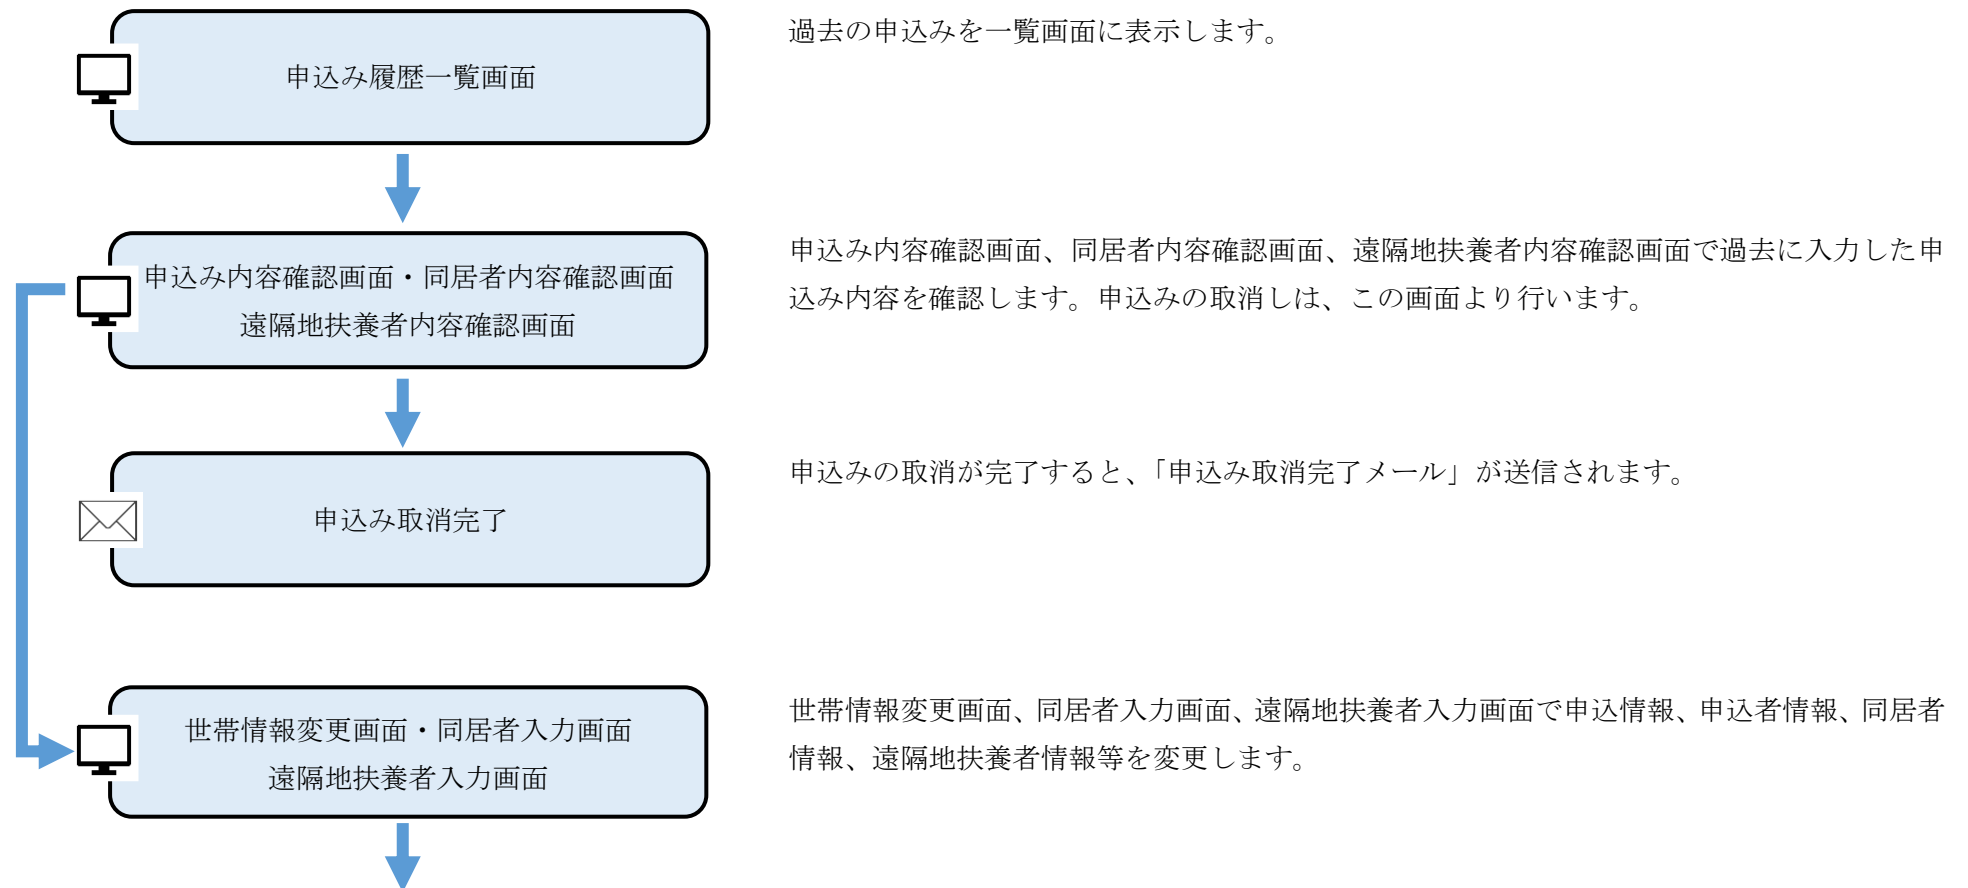 過去の申込みを一覧画面に表示します。
申込み履歴一覧画面
申込み内容確認画面、同居者内容確認画面、遠隔地扶養者内容確認画面で過去に入力した申
込み内容を確認します。申込みの取消しは、この画面より行います。
申込み内容確認画面・同居者内容確認画面
遠隔地扶養者内容確認画面
申込みの取消が完了すると、「申込み取消完了メール」が送信されます。
申込み取消完了
世帯情報変更画面、同居者入力画面、遠隔地扶養者入力画面で申込情報、申込者情報、同居者
情報、遠隔地扶養者情報等を変更します。
世帯情報変更画面・同居者入力画面
遠隔地扶養者入力画面